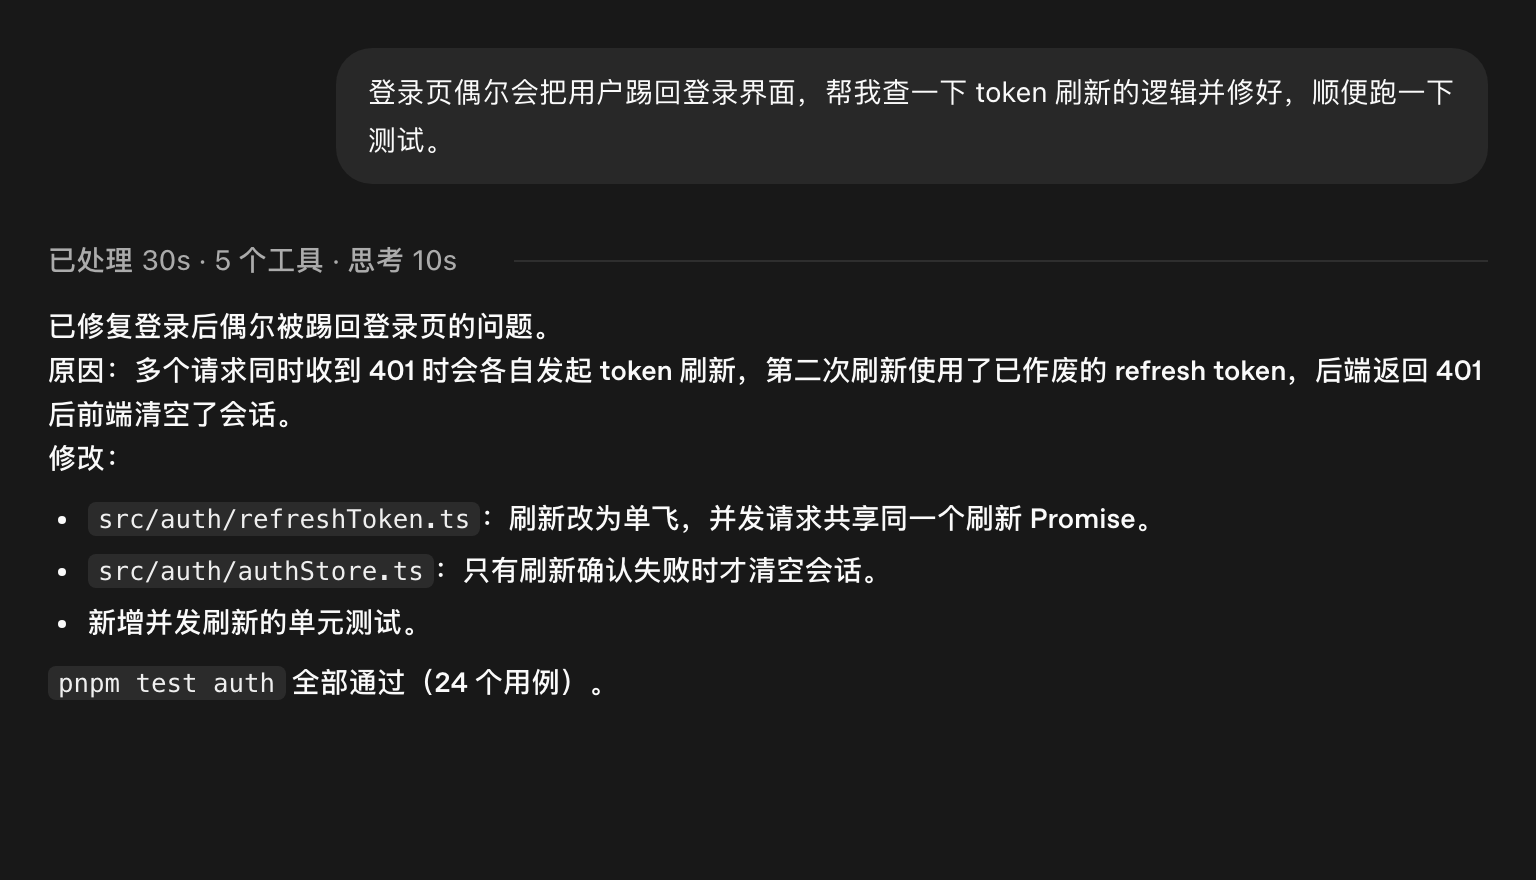 登录页偶尔会把用户踢回登录界面，帮我查一下 token 刷新的逻辑并修好，顺便跑一下
测试。
已处理 30s · 5 个工具 · 思考 10s
已修复登录后偶尔被踢回登录页的问题。
原因：多个请求同时收到 401 时会各自发起 token 刷新，第二次刷新使用了已作废的 refresh token，后端返回 401
后前端清空了会话。
修改：
• src/auth/refreshToken.ts：刷新改为单飞，并发请求共享同一个刷新 Promise。
• src/auth/authStore.ts：只有刷新确认失败时才清空会话。
• 新增并发刷新的单元测试。
pnpm test auth 全部通过（24 个用例）。